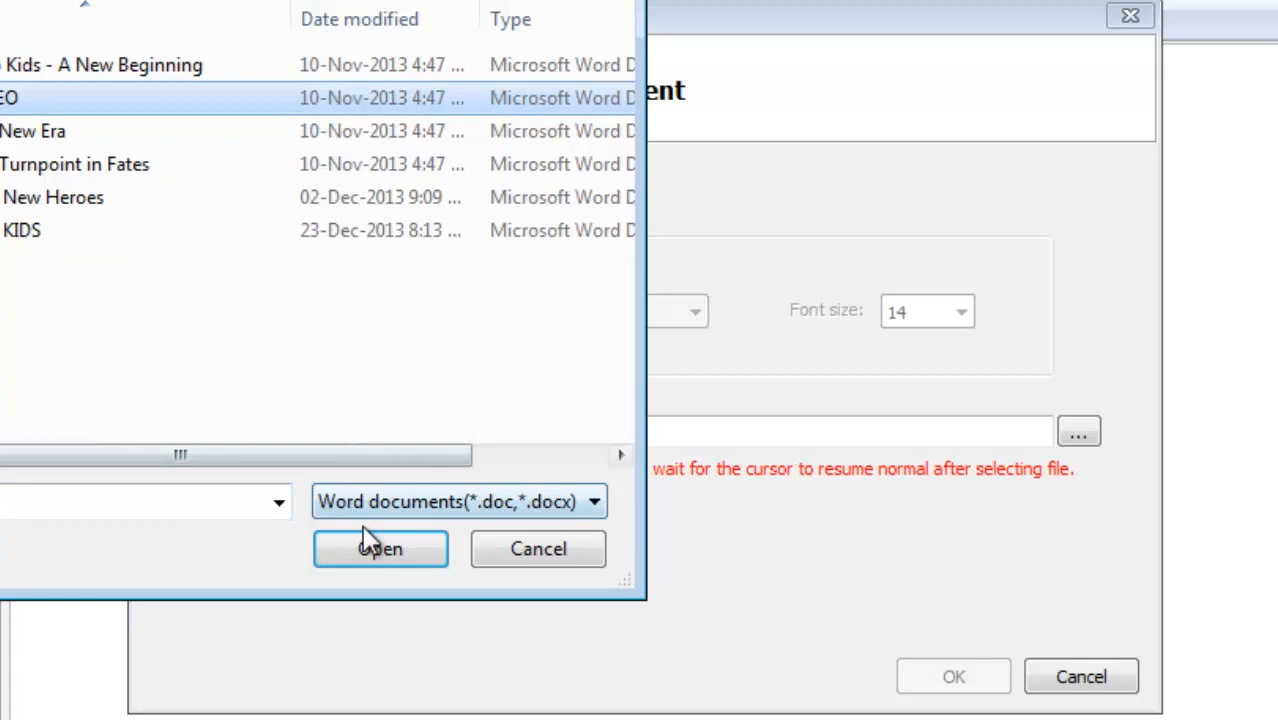 Date modified Type
Kids - A New Beginning 10-Nov-2013 4:47 ... Microsoft Word D
EO 10-Nov-2013 4:47 ... Microsoft Word D
New Era 10-Nov-2013 4:47 ... Microsoft Word D
Turnpoint in Fates 10-Nov-2013 4:47 ... Microsoft Word D
New Heroes 02-Dec-2013 9:09 ... Microsoft Word D
KIDS 23-Dec-2013 8:13 ... Microsoft Word D
ent
Font size: 14
...
wait for the cursor to resume normal after selecting file.
Word documents(*.doc,*.docx)
Open Cancel
OK Cancel